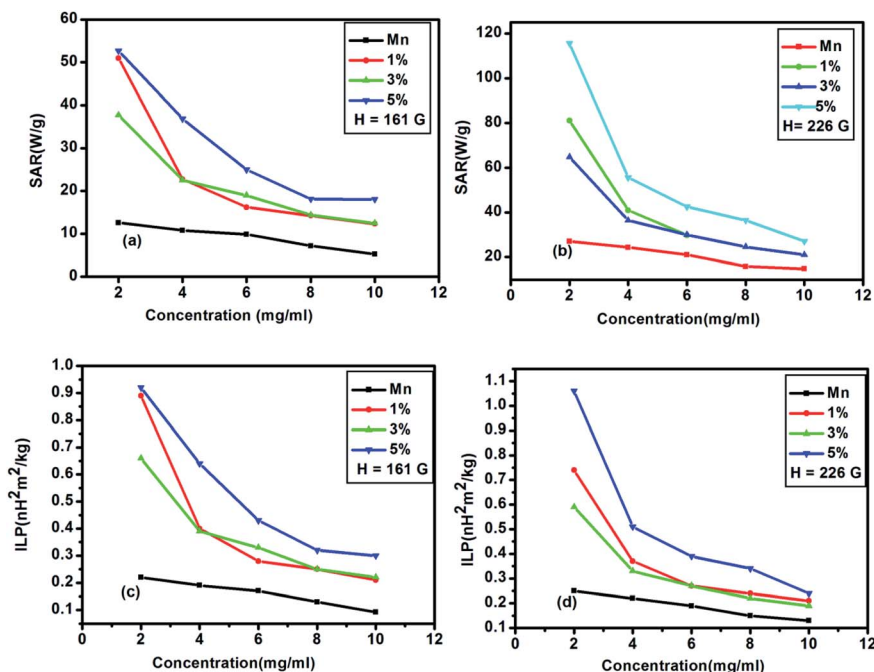 60
50
40
30
20
10
0
SAR(W/g)
Mn
1%
3%
5%
H = 161 G
(a)
2 4 6 8 10 12
Concentration (mg/ml)
120
100
80
60
40
20
SAR(W/g)
Mn
1%
3%
5%
H= 226 G
(b)
0 2 4 6 8 10 12
Concentration(mg/ml)
1.0
0.9
0.8
0.7
0.6
0.5
0.4
0.3
0.2
0.1
ILP(nH²m²/kg)
Mn
1%
3%
5%
H = 161 G
(c)
0 2 4 6 8 10 12
Concentration(mg/ml)
1.1
1.0
0.9
0.8
0.7
0.6
0.5
0.4
0.3
0.2
0.1
ILP(nH²m²/kg)
Mn
1%
3%
5%
H = 226 G
(d)
0 2 4 6 8 10 12
Concentration(mg/ml)